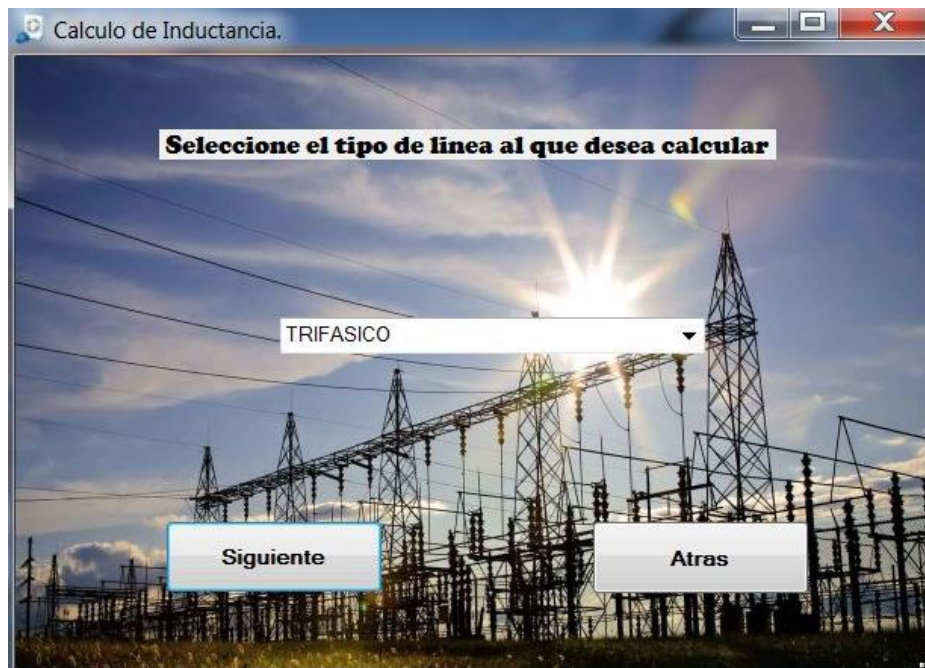 Calculo de Inductancia.
Seleccione el tipo de linea al que desea calcular
TRIFASICO
Siguiente
Atras